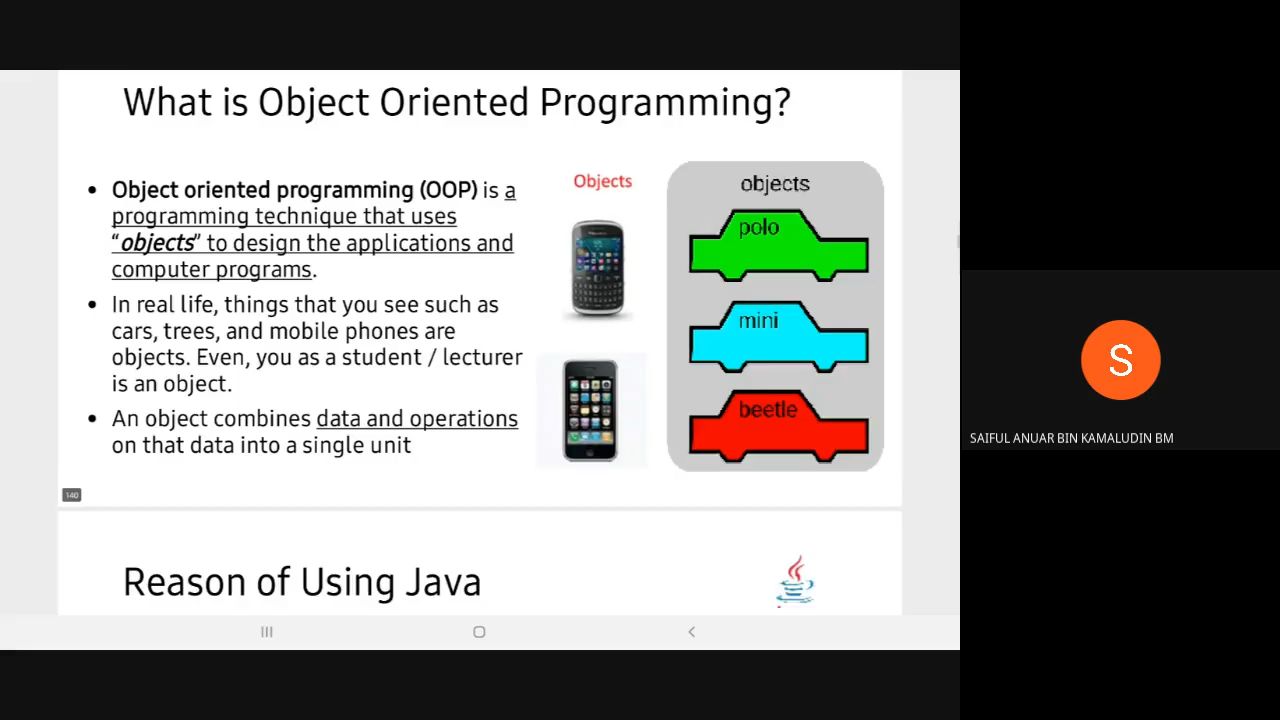 What is Object Oriented Programming?
• Object oriented programming (OOP) is a
programming technique that uses
“objects” to design the applications and
computer programs.
• In real life, things that you see such as
cars, trees, and mobile phones are
objects. Even, you as a student / lecturer
is an object.
• An object combines data and operations
on that data into a single unit
Objects
objects
polo
mini
beetle
140
Reason of Using Java
S
SAIFUL ANUAR BIN KAMALUDIN BM